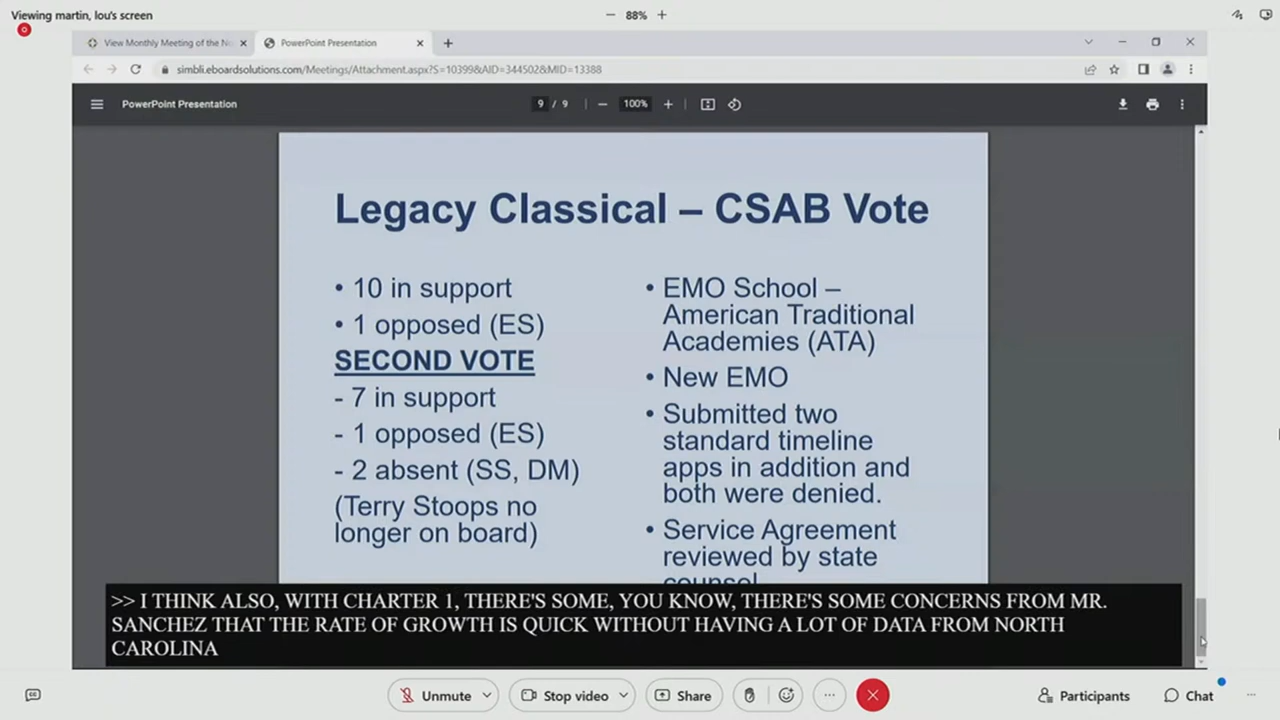 Viewing martin, lou's screen
88%
View Monthly Meeting of the No
PowerPoint Presentation
simbli.eboardsolutions.com/Meetings/Attachment.aspx?S=10399&AID=344502&MID=13388
PowerPoint Presentation
9 / 9
100%
Legacy Classical – CSAB Vote
• 10 in support
• 1 opposed (ES)
SECOND VOTE
- 7 in support
- 1 opposed (ES)
- 2 absent (SS, DM)
(Terry Stoops no
longer on board)
• EMO School –
American Traditional
Academies (ATA)
• New EMO
• Submitted two
standard timeline
apps in addition and
both were denied.
• Service Agreement
reviewed by state
counsel
>> I THINK ALSO, WITH CHARTER 1, THERE'S SOME, YOU KNOW, THERE'S SOME CONCERNS FROM MR.
SANCHEZ THAT THE RATE OF GROWTH IS QUICK WITHOUT HAVING A LOT OF DATA FROM NORTH
CAROLINA
Unmute
Stop video
Share
Participants
Chat